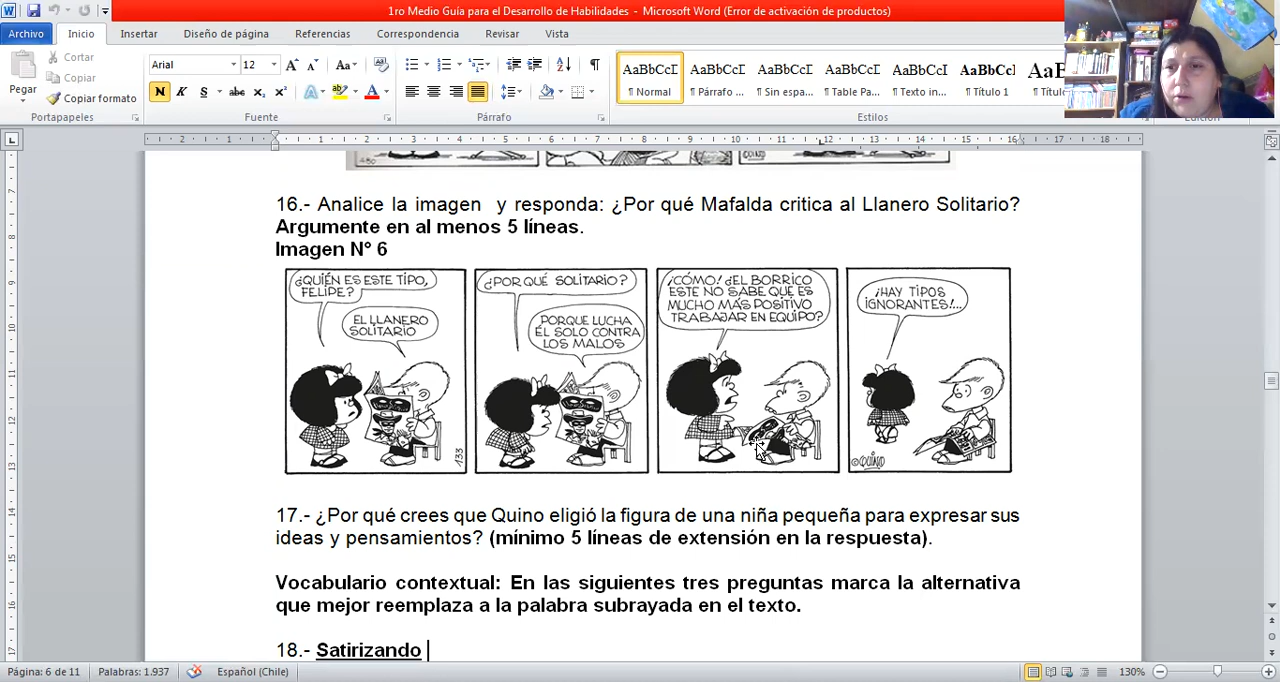 1ro Medio Guía para el Desarrollo de Habilidades - Microsoft Word (Error de activación de productos)
Archivo Inicio Insertar Diseño de página Referencias Correspondencia Revisar Vista
Cortar
Copiar
Copiar formato
Pegar
Arial 12
Portapapeles Fuente Párrafo Estilos
AaBbCcI AaBbCcI AaBbCcI AaBbCcI AaBbCcI AaBbCcI
Normal Párrafo ... Sin espa... Table Pa... Texto in... Título 1
16.- Analice la imagen y responda: ¿Por qué Mafalda critica al Llanero Solitario?
Argumente en al menos 5 líneas.
Imagen N° 6
¿QUIÉN ES ESTE TIPO,
FELIPE?
EL LLANERO
SOLITARIO
¿POR QUÉ SOLITARIO?
PORQUE LUCHA
ÉL SOLO CONTRA
LOS MALOS
¡CÓMO! ¿EL BORRICO
ESTE NO SABE QUE ES
MUCHO MÁS POSITIVO
TRABAJAR EN EQUIPO?
¡HAY TIPOS
IGNORANTES!...
133
©QUINO
17.- ¿Por qué crees que Quino eligió la figura de una niña pequeña para expresar sus
ideas y pensamientos? (mínimo 5 líneas de extensión en la respuesta).
Vocabulario contextual: En las siguientes tres preguntas marca la alternativa
que mejor reemplaza a la palabra subrayada en el texto.
18.- Satirizando
Página: 6 de 11 Palabras: 1.937 Español (Chile) 130%